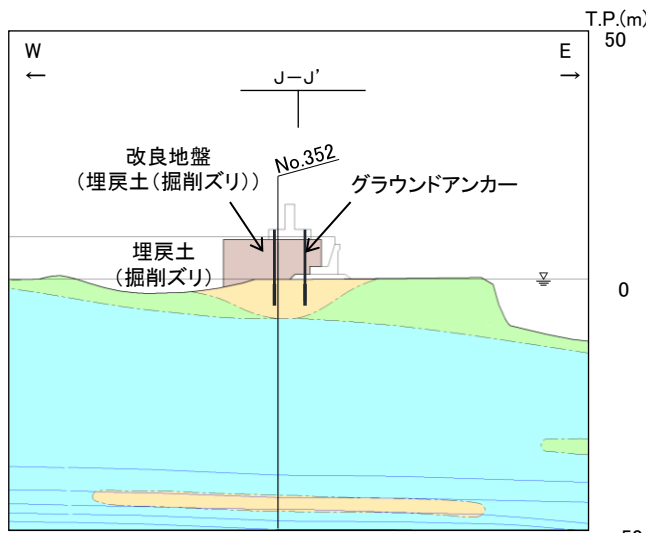 T.P.(m)
50
W
E
←
→
J－J’
改良地盤
（埋戻土（掘削ズリ））
No.352
グラウンドアンカー
埋戻土
（掘削ズリ）
0
-50